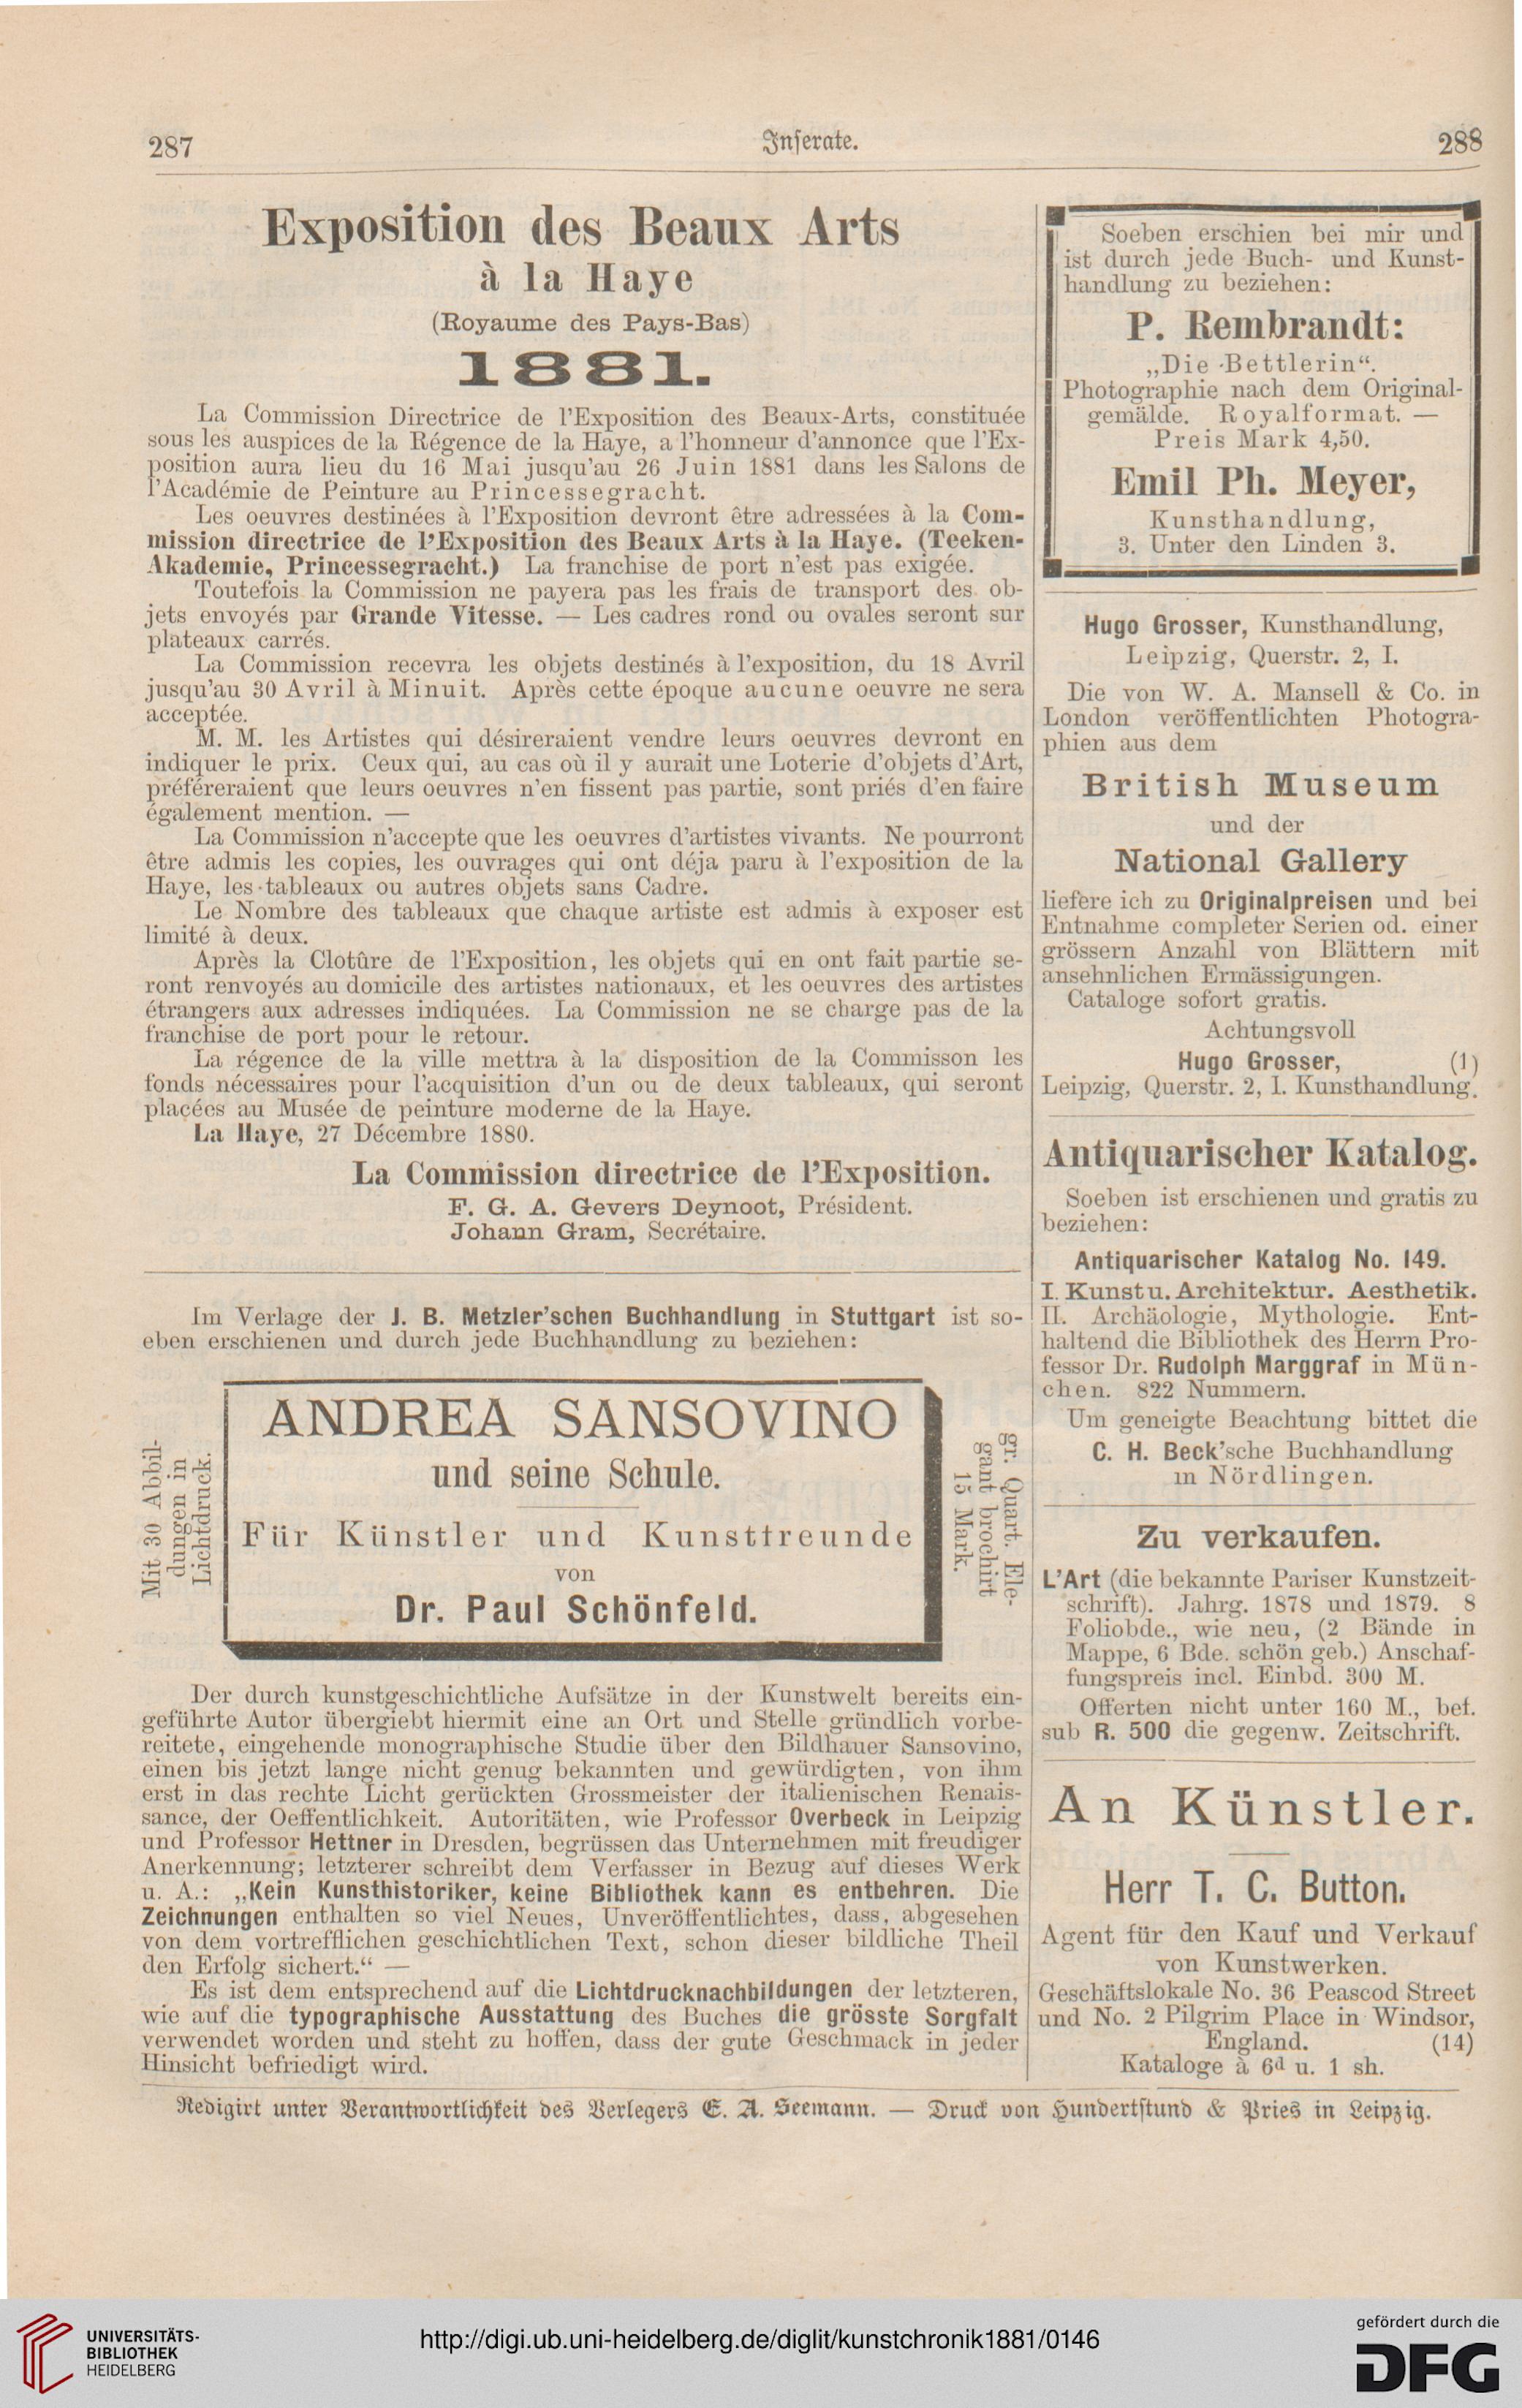 287
Inserate.
288
Exposition des Beaux Arts
à la Haye
(Royaume des Pays-Bas)
1881.
La Commission Directrice de l'Exposition des Beaux-Arts, constituée
sous les auspices de la Régence de la Haye, a l'honneur d'annonce que l'Ex-
position aura lieu du 16 Mai jusqu'au 26 Juin 1881 dans les Salons de
l'Académie de Peinture au Princessegracht.
Les oeuvres destinées à l'Exposition devront être adressées à la Com-
mission directrice de l'Exposition des Beaux Arts à la Haye. (Teeken-
Akademie, Princessegracht.) La franchise de port n'est pas exigée.
Toutefois la Commission ne payera pas les frais de transport des ob-
jets envoyés par Grande Vitesse. — Les cadres rond ou ovales seront sur
plateaux carrés.
La Commission recevra les objets destinés à l'exposition, du 18 Avril
jusqu'au 30 Avril à Minuit. Après cette époque aucune oeuvre ne sera
acceptée.
M. M. les Artistes qui désireraient vendre leurs oeuvres devront en
indiquer le prix. Ceux qui, au cas où il y aurait une Loterie d'objets d'Art,
préféreraient que leurs oeuvres n'en fissent pas partie, sont priés d'en faire
également mention. —
La Commission n'accepte que les oeuvres d'artistes vivants. Ne pourront
être admis les copies, les ouvrages qui ont déja paru à l'exposition de la
Haye, les tableaux ou autres objets sans Cadre.
Le Nombre des tableaux que chaque artiste est admis à exposer est
limité à deux.
Après la Clotûre de l'Exposition, les objets qui en ont fait partie se-
ront renvoyés au domicile des artistes nationaux, et les oeuvres des artistes
étrangers aux adresses indiquées. La Commission ne se charge pas de la
franchise de port pour le retour.
La régence de la ville mettra à la disposition de la Commisson les
fonds nécessaires pour l'acquisition d'un ou de deux tableaux, qui seront
placées au Musée de peinture moderne de la Haye.
La Haye, 27 Décembre 1880.
La Commission directrice de l'Exposition.
F. G. A. Gevers Deynoot, Président.
Johann Gram, Secrétaire.
Im Verlage der J. B. Metzler'schen Buchhandlung in Stuttgart ist so-
eben erschienen und durch jede Buchhandlung zu beziehen:
Mit 30 Abbil-
dungen in
Lichtdruck.
ANDREA SANSOVINO
und seine Schule.
Für Künstler und Kunstfreunde
von
Dr. Paul Schönfeld.
gr. Quart. Ele-
gant brochirt
15 Mark.
Der durch kunstgeschichtliche Aufsätze in der Kunstwelt bereits ein-
geführte Autor übergiebt hiermit eine an Ort und Stelle gründlich vorbe-
reitete, eingehende monographische Studie über den Bildhauer Sansovino,
einen bis jetzt lange nicht genug bekannten und gewürdigten, von ihm
erst in das rechte Licht gerückten Grossmeister der italienischen Renais-
sance, der Oeffentlichkeit. Autoritäten, wie Professor Overbeck in Leipzig
und Professor Hettner in Dresden, begrüssen das Unternehmen mit freudiger
Anerkennung; letzterer schreibt dem Verfasser in Bezug auf dieses Werk
u. A.: „Kein Kunsthistoriker, keine Bibliothek kann es entbehren. Die
Zeichnungen enthalten so viel Neues, Unveröffentlichtes, dass, abgesehen
von dem vortrefflichen geschichtlichen Text, schon dieser bildliche Theil
den Erfolg sichert.“ —
Es ist dem entsprechend auf die Lichtdrucknachbildungen der letzteren,
wie auf die typographische Ausstattung des Buches die grösste Sorgfalt
verwendet worden und steht zu hoffen, dass der gute Geschmack in jeder
Hinsicht befriedigt wird.
Soeben erschien bei mir und
ist durch jede Buch- und Kunst-
handlung zu beziehen:
P. Rembrandt:
„Die Bettlerin“.
Photographie nach dem Original-
gemälde. Royalformat. —
Preis Mark 4,50.
Emil Ph. Meyer,
Kunsthandlung,
3. Unter den Linden 3.
Hugo Grosser, Kunsthandlung,
Leipzig, Querstr. 2, I.
Die von W. A. Mansell & Co. in
London veröffentlichten Photogra-
phien aus dem
British Museum
und der
National Gallery
liefere ich zu Originalpreisen und bei
Entnahme completer Serien od. einer
grössern Anzahl von Blättern mit
ansehnlichen Ermässigungen.
Cataloge sofort gratis.
Achtungsvoll
Hugo Grosser, (1)
Leipzig, Querstr. 2, I. Kunsthandlung.
Antiquarischer Katalog.
Soeben ist erschienen und gratis zu
beziehen:
Antiquarischer Katalog No. 149.
I. Kunst u. Architektur. Aesthetik.
II. Archäologie, Mythologie. Ent-
haltend die Bibliothek des Herrn Pro-
fessor Dr. Rudolph Marggraf in Mün-
chen. 822 Nummern.
Um geneigte Beachtung bittet die
C. H. Beck'sche Buchhandlung
in Nördlingen.
Zu verkaufen.
L'Art (die bekannte Pariser Kunstzeit-
schrift). Jahrg. 1878 und 1879. 8
Foliobde., wie neu, (2 Bände in
Mappe, 6 Bde. schön geb.) Anschaf-
fungspreis incl. Einbd. 300 M.
Offerten nicht unter 160 M., bef.
sub R. 500 die gegenw. Zeitschrift.
An Künstler.
Herr T. C. Button.
Agent für den Kauf und Verkauf
von Kunstwerken.
Geschäftslokale No. 36 Peascod Street
und No. 2 Pilgrim Place in Windsor,
England. (14)
Kataloge à 6d u. 1 sh.
Redigirt unter Verantwortlichkeit des Verlegers E. A. Seemann. — Druck von Hundertstund & Pries in Leipzig.
UNIVERSITÄTS-
BIBLIOTHEK
HEIDELBERG
http://digi.ub.uni-heidelberg.de/diglit/kunstchronik1881/0146
gefördert durch die
DFG